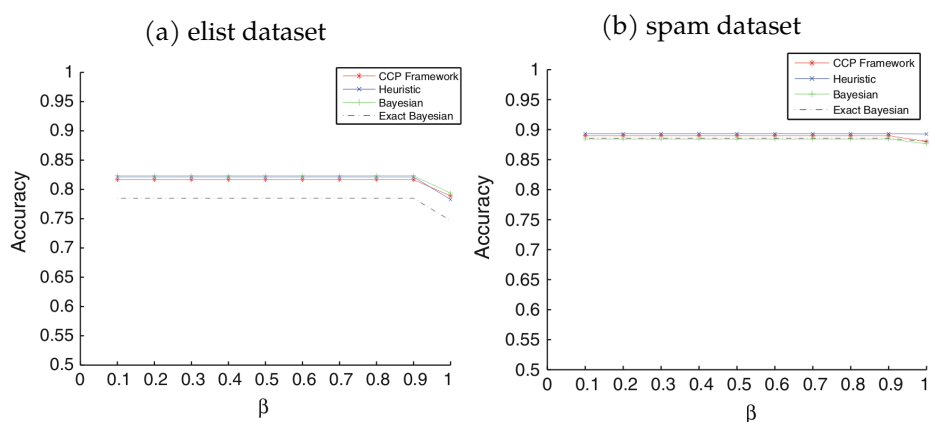 (a) elist dataset
CCP Framework
Heuristic
Bayesian
Exact Bayesian
Accuracy
1
0.95
0.9
0.85
0.8
0.75
0.7
0.65
0.6
0.55
0.5
0 0.1 0.2 0.3 0.4 0.5 0.6 0.7 0.8 0.9 1
β
(b) spam dataset
CCP Framework
Heuristic
Bayesian
Exact Bayesian
Accuracy
1
0.95
0.9
0.85
0.8
0.75
0.7
0.65
0.6
0.55
0.5
0 0.1 0.2 0.3 0.4 0.5 0.6 0.7 0.8 0.9 1
β